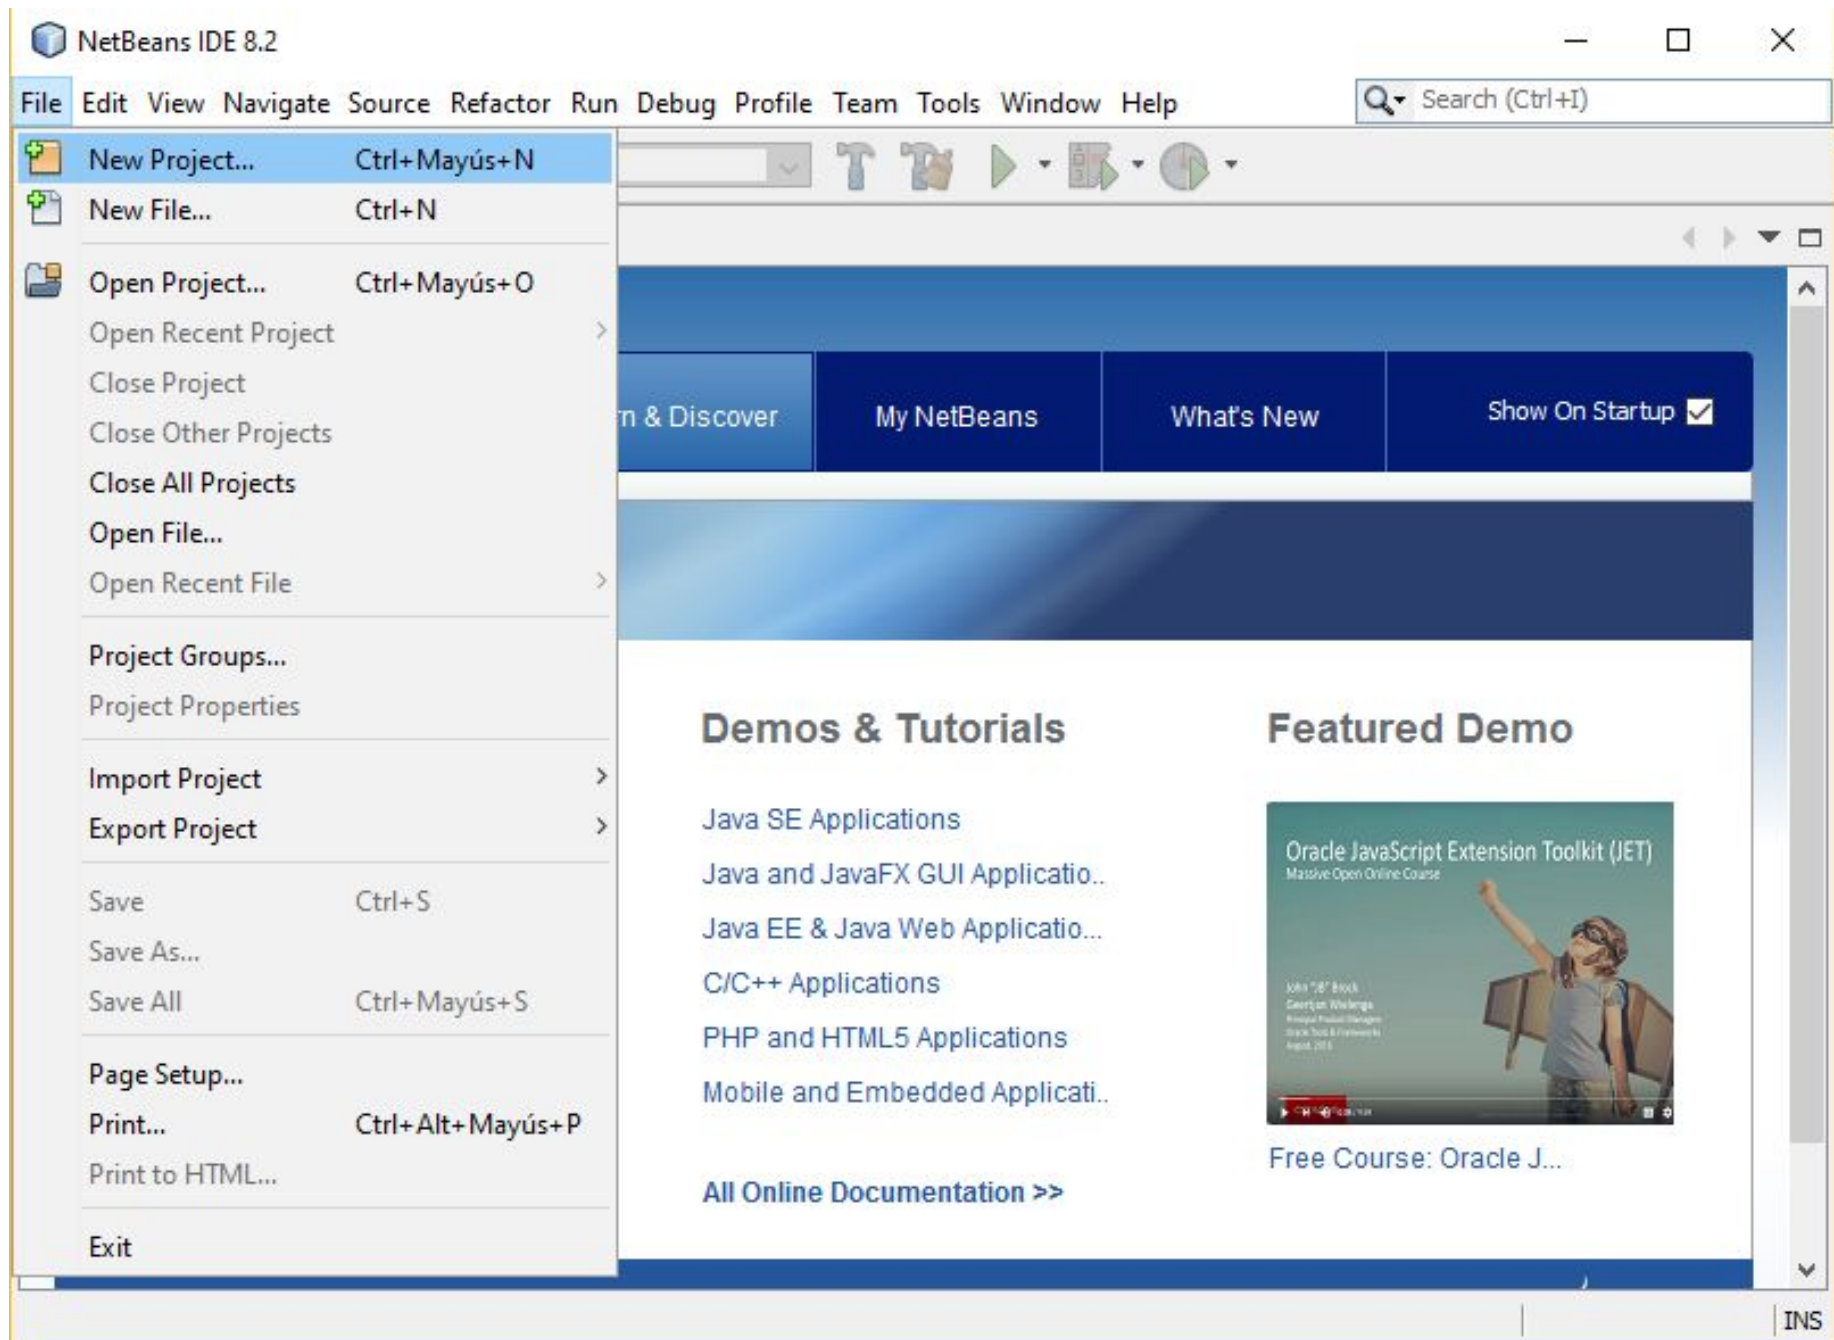 NetBeans IDE 8.2
File Edit View Navigate Source Refactor Run Debug Profile Team Tools Window Help
Search (Ctrl+I)
New Project... Ctrl+Mayús+N
New File... Ctrl+N
Open Project... Ctrl+Mayús+O
Open Recent Project
Close Project
Close Other Projects
Close All Projects
Open File...
Open Recent File
Project Groups...
Project Properties
Import Project
Export Project
Save Ctrl+S
Save As...
Save All Ctrl+Mayús+S
Page Setup...
Print... Ctrl+Alt+Mayús+P
Print to HTML...
Exit
& Discover
My NetBeans
What's New
Show On Startup
Demos & Tutorials
Java SE Applications
Java and JavaFX GUI Applicatio..
Java EE & Java Web Applicatio...
C/C++ Applications
PHP and HTML5 Applications
Mobile and Embedded Applicati..
All Online Documentation >>
Featured Demo
Oracle JavaScript Extension Toolkit (JET)
Massive Open Online Course
John "JB" Brock
Free Course: Oracle J...
INS